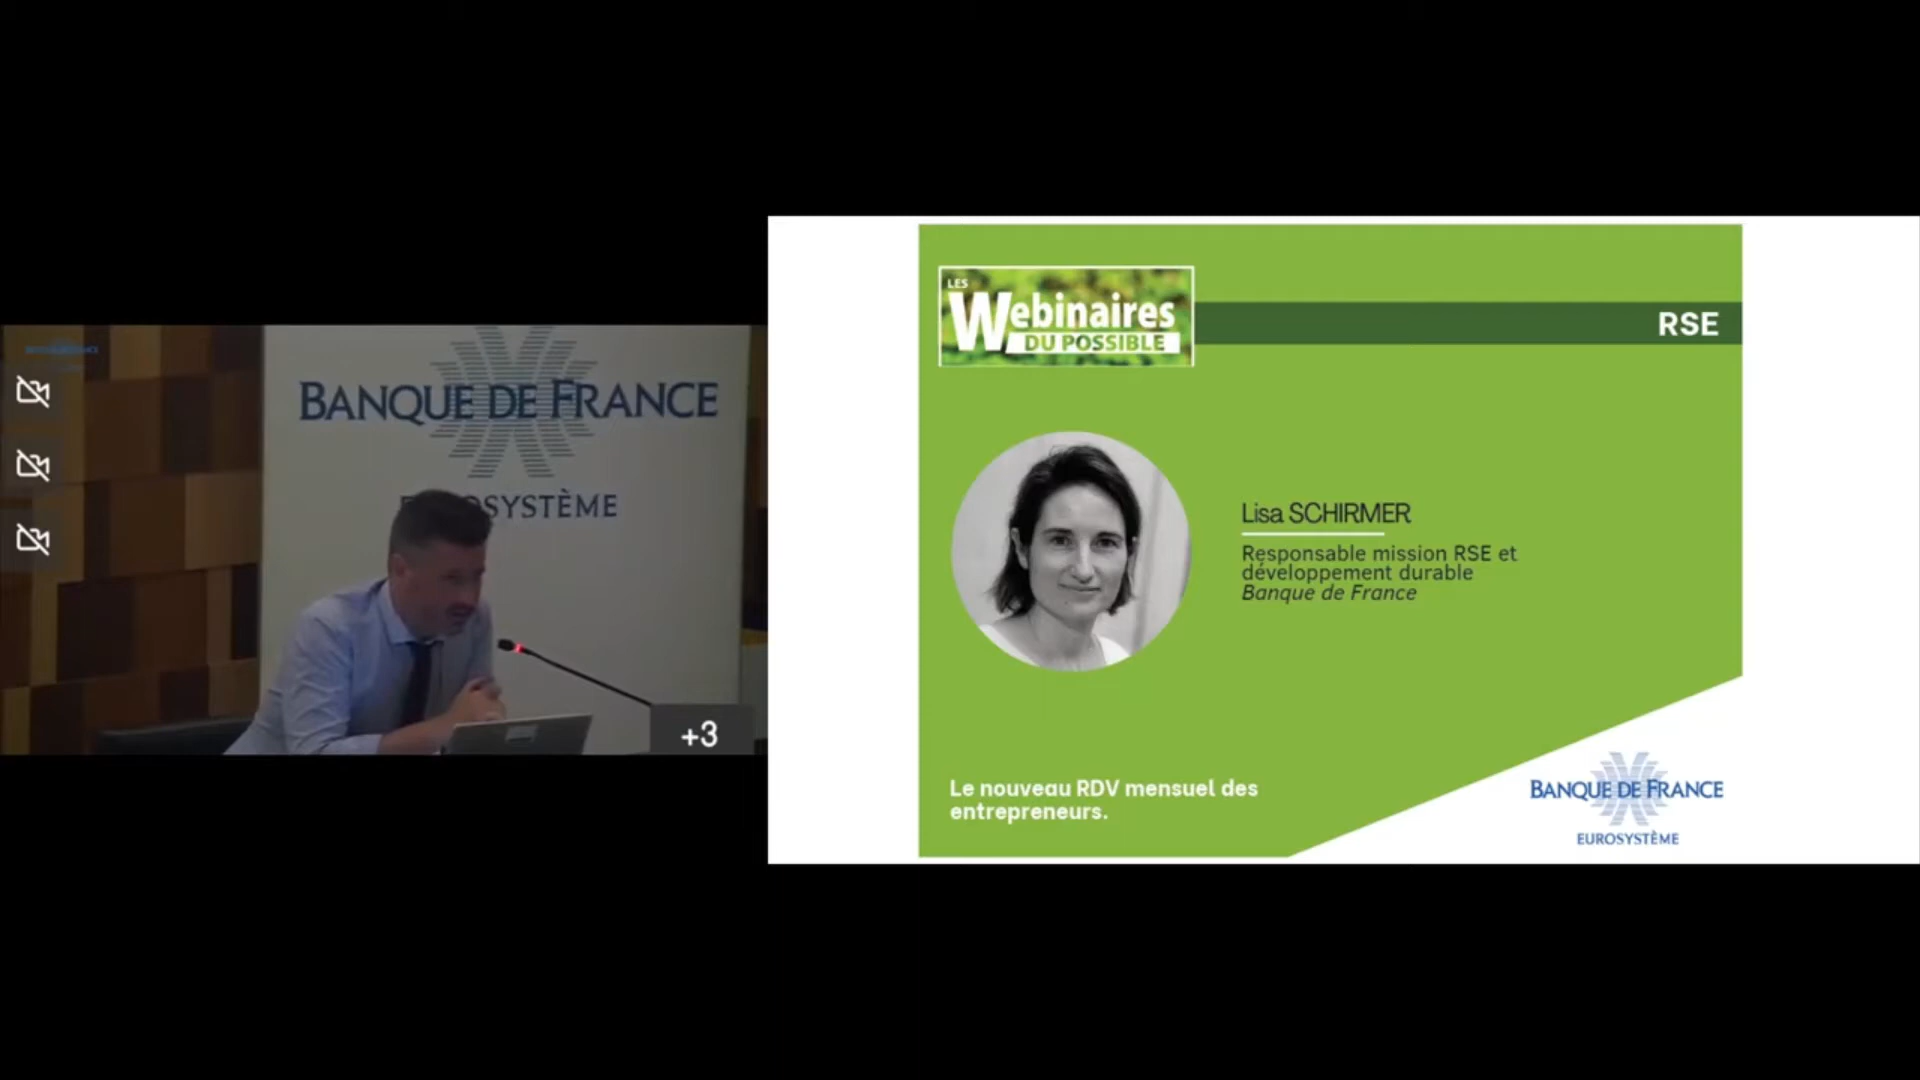 BANQUE DE FRANCE
SYSTÈME
+3
LES
Webinaires
DU POSSIBLE
RSE
Lisa SCHIRMER
Responsable mission RSE et
développement durable
Banque de France
Le nouveau RDV mensuel des
entrepreneurs.
BANQUE DE FRANCE
EUROSYSTÈME